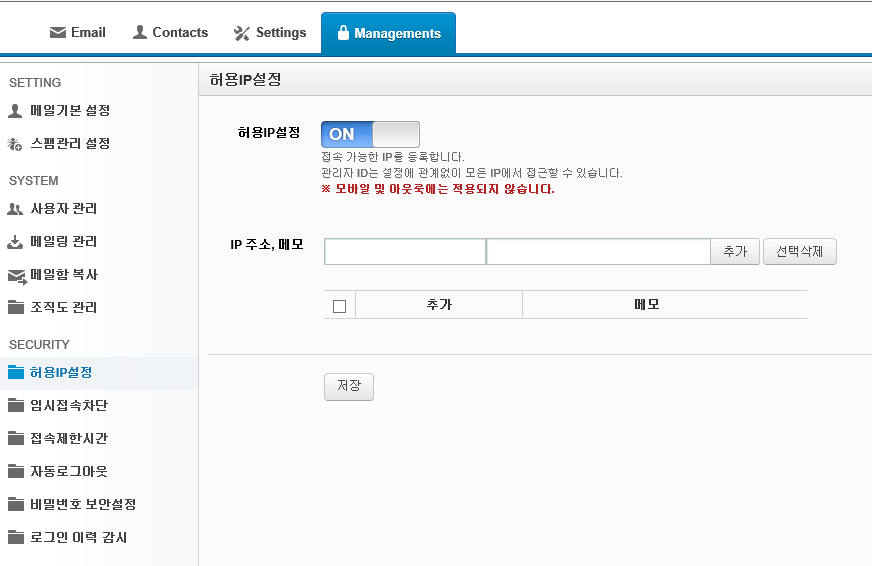 Email Contacts Settings Managements
SETTING
메일기본 설정
스팸관리 설정
SYSTEM
사용자 관리
메일링 관리
메일함 복사
조직도 관리
SECURITY
허용IP설정
임시접속차단
접속제한시간
자동로그아웃
비밀번호 보안설정
로그인 이력 감시
허용IP설정
허용IP설정 ON
접속 가능한 IP을 등록합니다.
관리자 ID는 설정에 관계없이 모든 IP에서 접근할 수 있습니다.
※ 모바일 및 아웃룩에는 적용되지 않습니다.
IP 주소, 메모 추가 선택삭제
추가 메모
저장